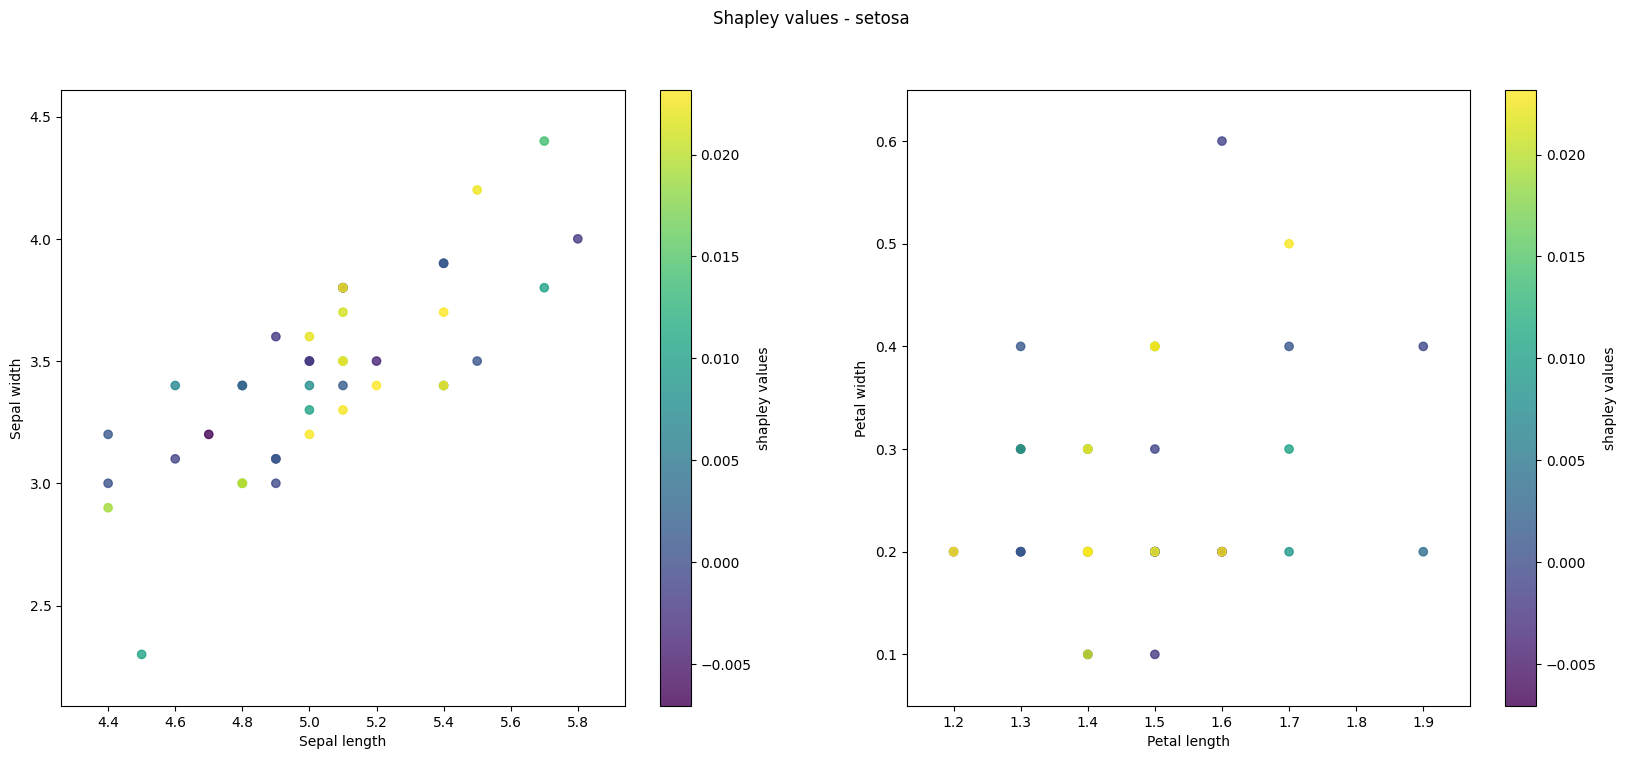 Shapley values - setosa
4.5
4.0
3.5
3.0
2.5
Sepal width
4.4 4.6 4.8 5.0 5.2 5.4 5.6 5.8
Sepal length
0.020
0.015
0.010
0.005
0.000
−0.005
shapley values
0.6
0.5
0.4
0.3
0.2
0.1
Petal width
1.2 1.3 1.4 1.5 1.6 1.7 1.8 1.9
Petal length
0.020
0.015
0.010
0.005
0.000
−0.005
shapley values